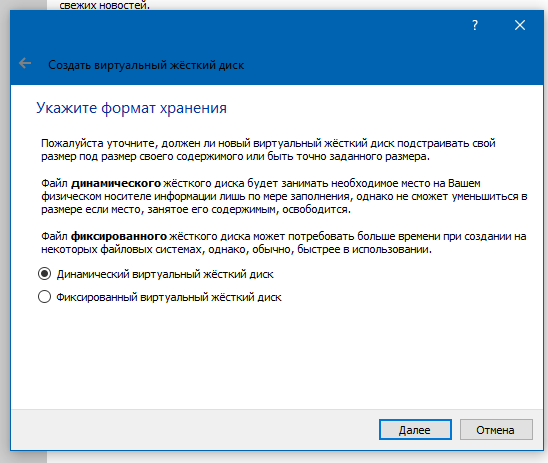 свежих новостей.
?
Создать виртуальный жёсткий диск
Укажите формат хранения
Пожалуйста уточните, должен ли новый виртуальный жёсткий диск подстраивать свой
размер под размер своего содержимого или быть точно заданного размера.
Файл динамического жёсткого диска будет занимать необходимое место на Вашем
физическом носителе информации лишь по мере заполнения, однако не сможет уменьшиться в
размере если место, занятое его содержимым, освободится.
Файл фиксированного жёсткого диска может потребовать больше времени при создании на
некоторых файловых системах, однако, обычно, быстрее в использовании.
Динамический виртуальный жёсткий диск
Фиксированный виртуальный жёсткий диск
Далее
Отмена